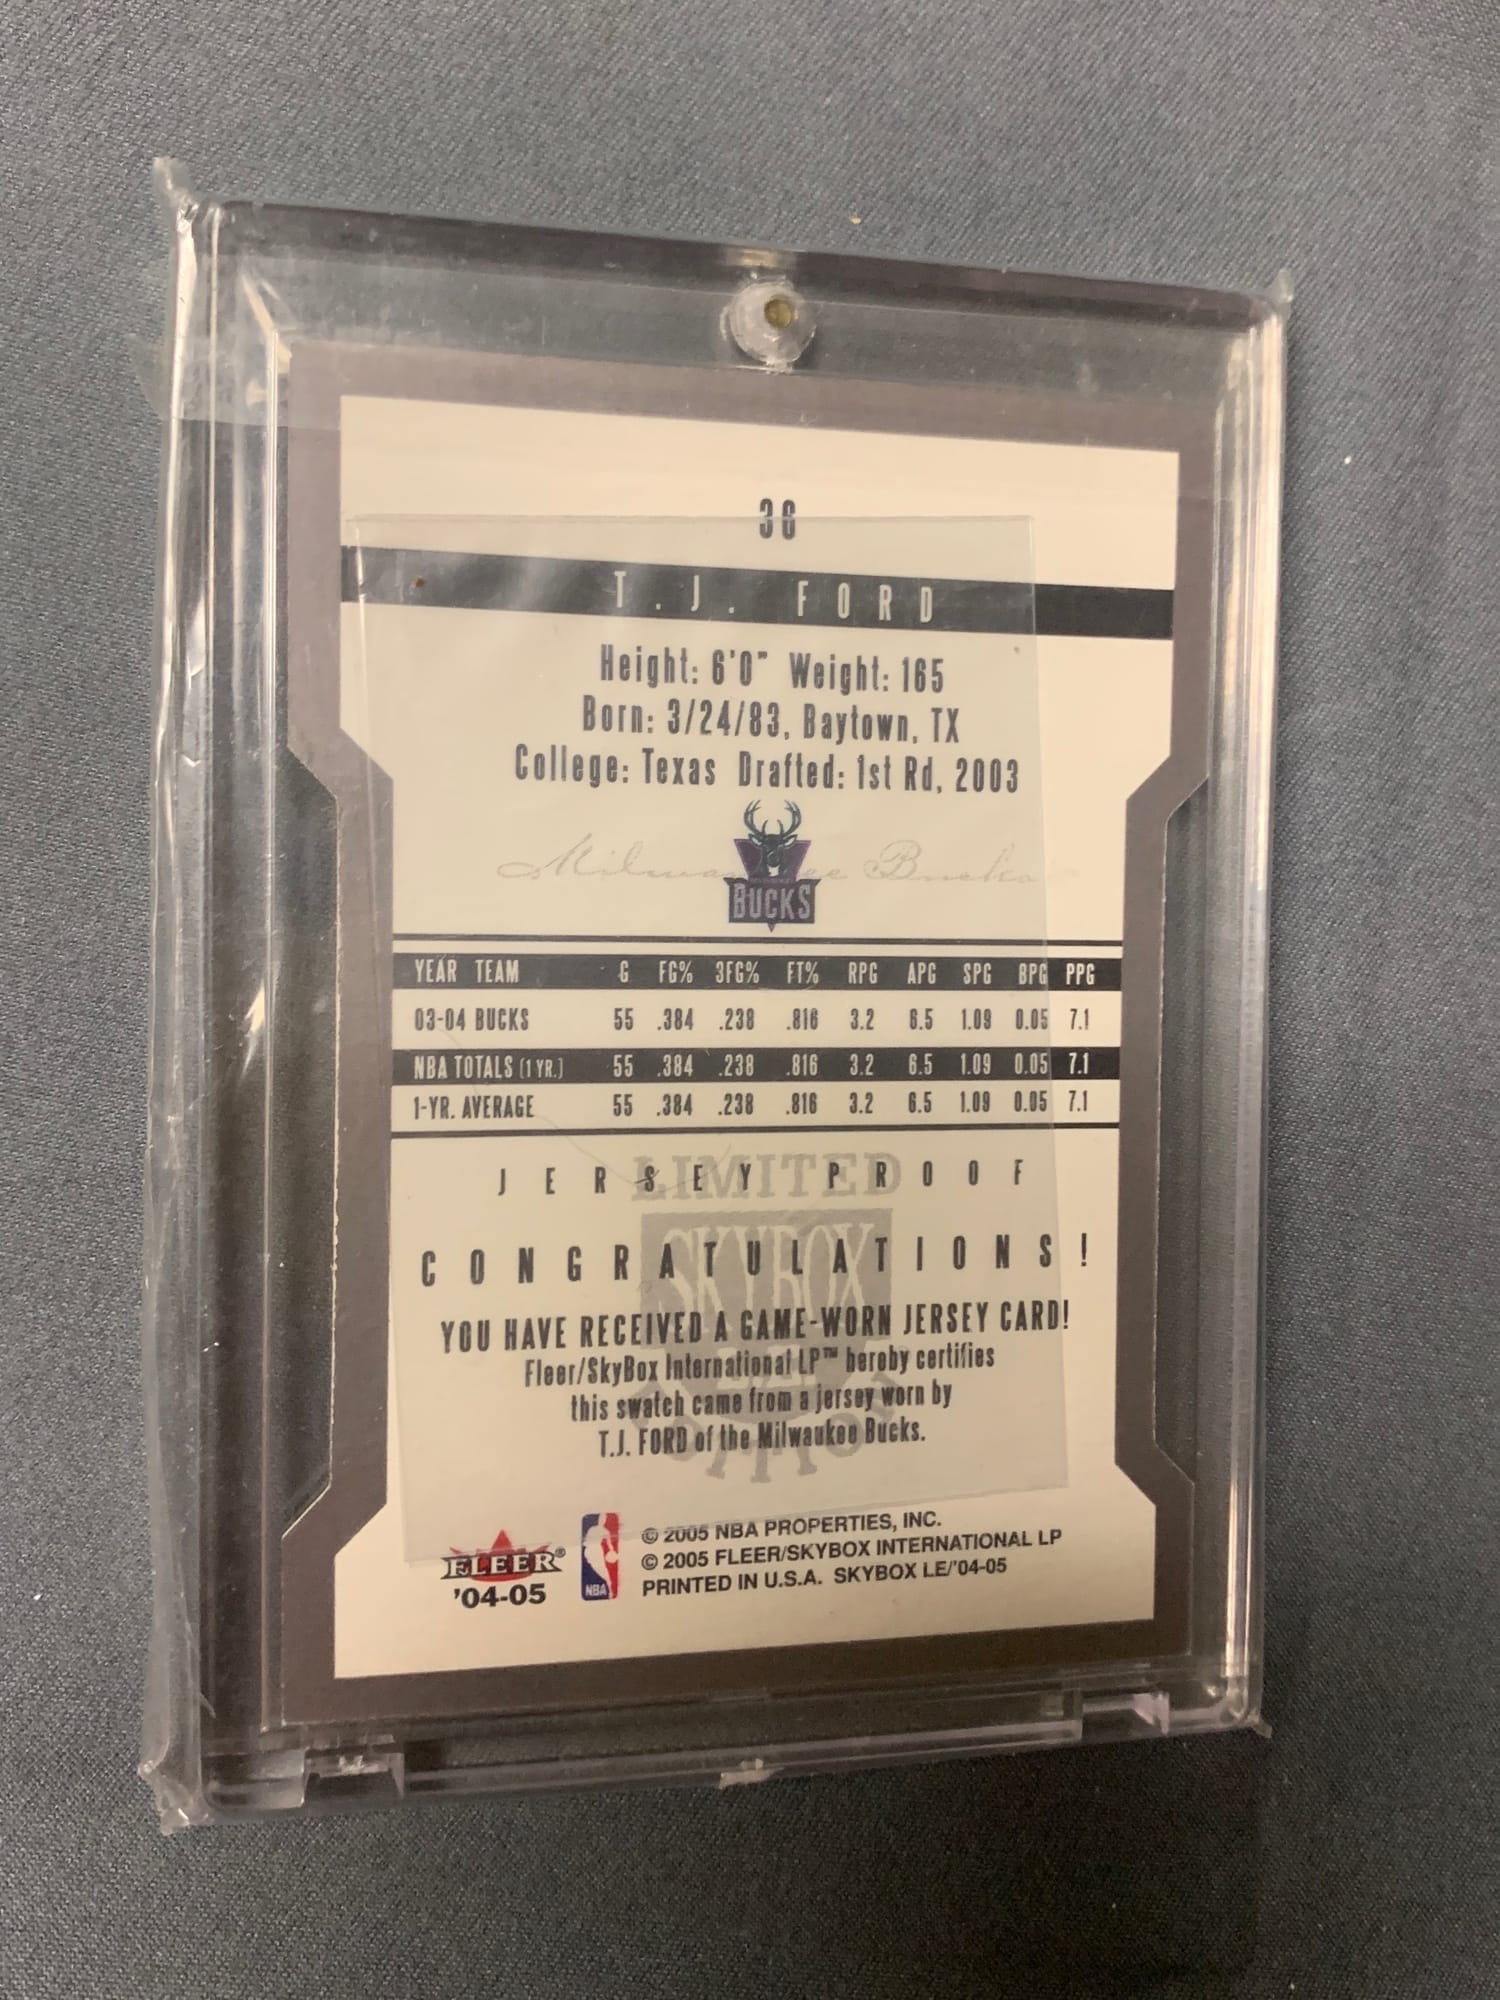 36
T.J. FORD
Height: 6'0" Weight: 165
Born: 3/24/83, Baytown, TX
College: Texas Drafted: 1st Rd, 2003
Milwaukee Bucks
BUCKS
YEAR TEAM G FG% 3FG% FT% RPG APG SPG BPG PPG
03-04 BUCKS 55 .384 .238 .816 3.2 6.5 1.09 0.05 7.1
NBA TOTALS (1 YR.) 55 .384 .238 .816 3.2 6.5 1.09 0.05 7.1
1-YR. AVERAGE 55 .384 .238 .816 3.2 6.5 1.09 0.05 7.1
LIMITED
JERSEY PROOF
SKYBOX
CONGRATULATIONS!
YOU HAVE RECEIVED A GAME-WORN JERSEY CARD!
Fleer/SkyBox International LP™ hereby certifies
this swatch came from a jersey worn by
T.J. FORD of the Milwaukee Bucks.
EDITION
FLEER®
'04-05
NBA
© 2005 NBA PROPERTIES, INC.
© 2005 FLEER/SKYBOX INTERNATIONAL LP
PRINTED IN U.S.A. SKYBOX LE/'04-05